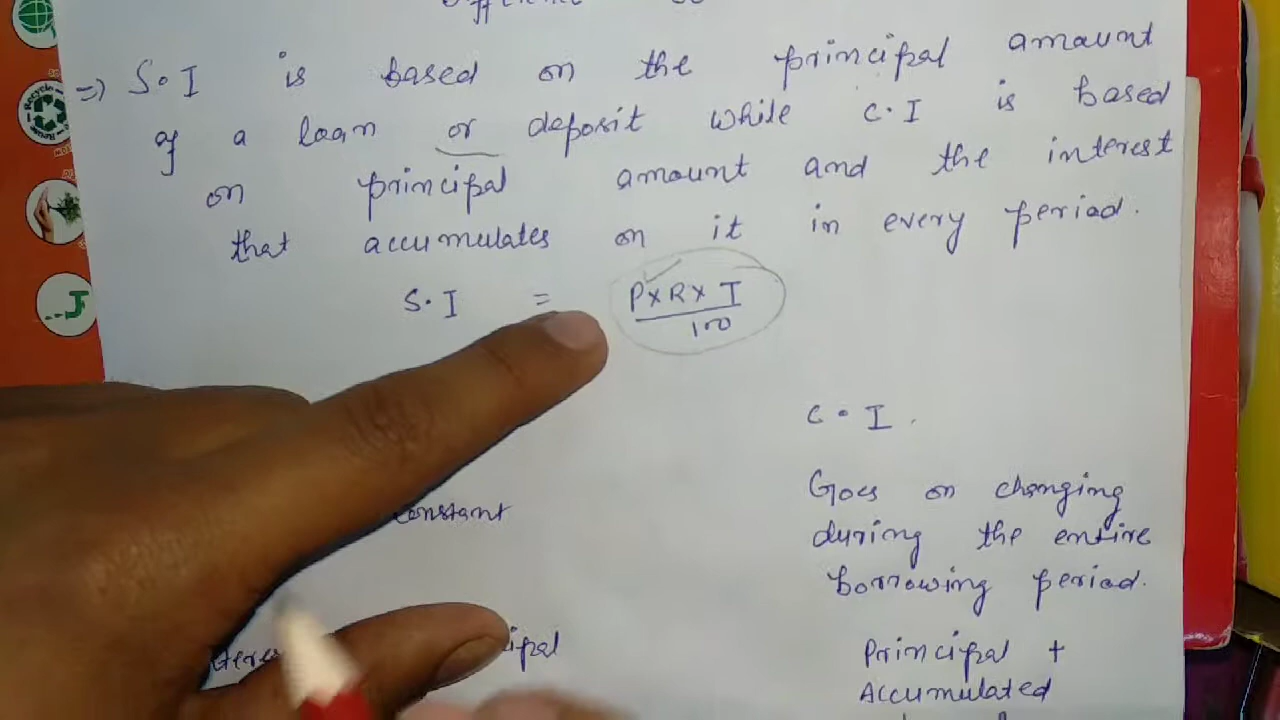 => S.I is based on the principal amount
of a loan or deposit while C.I is based
on principal amount and the interest
that accumulates on it in every period.
S.I = PxRxI
100
C.I.
constant
Goes on changing
during the entire
borrowing period.
Principal +
Accumulated